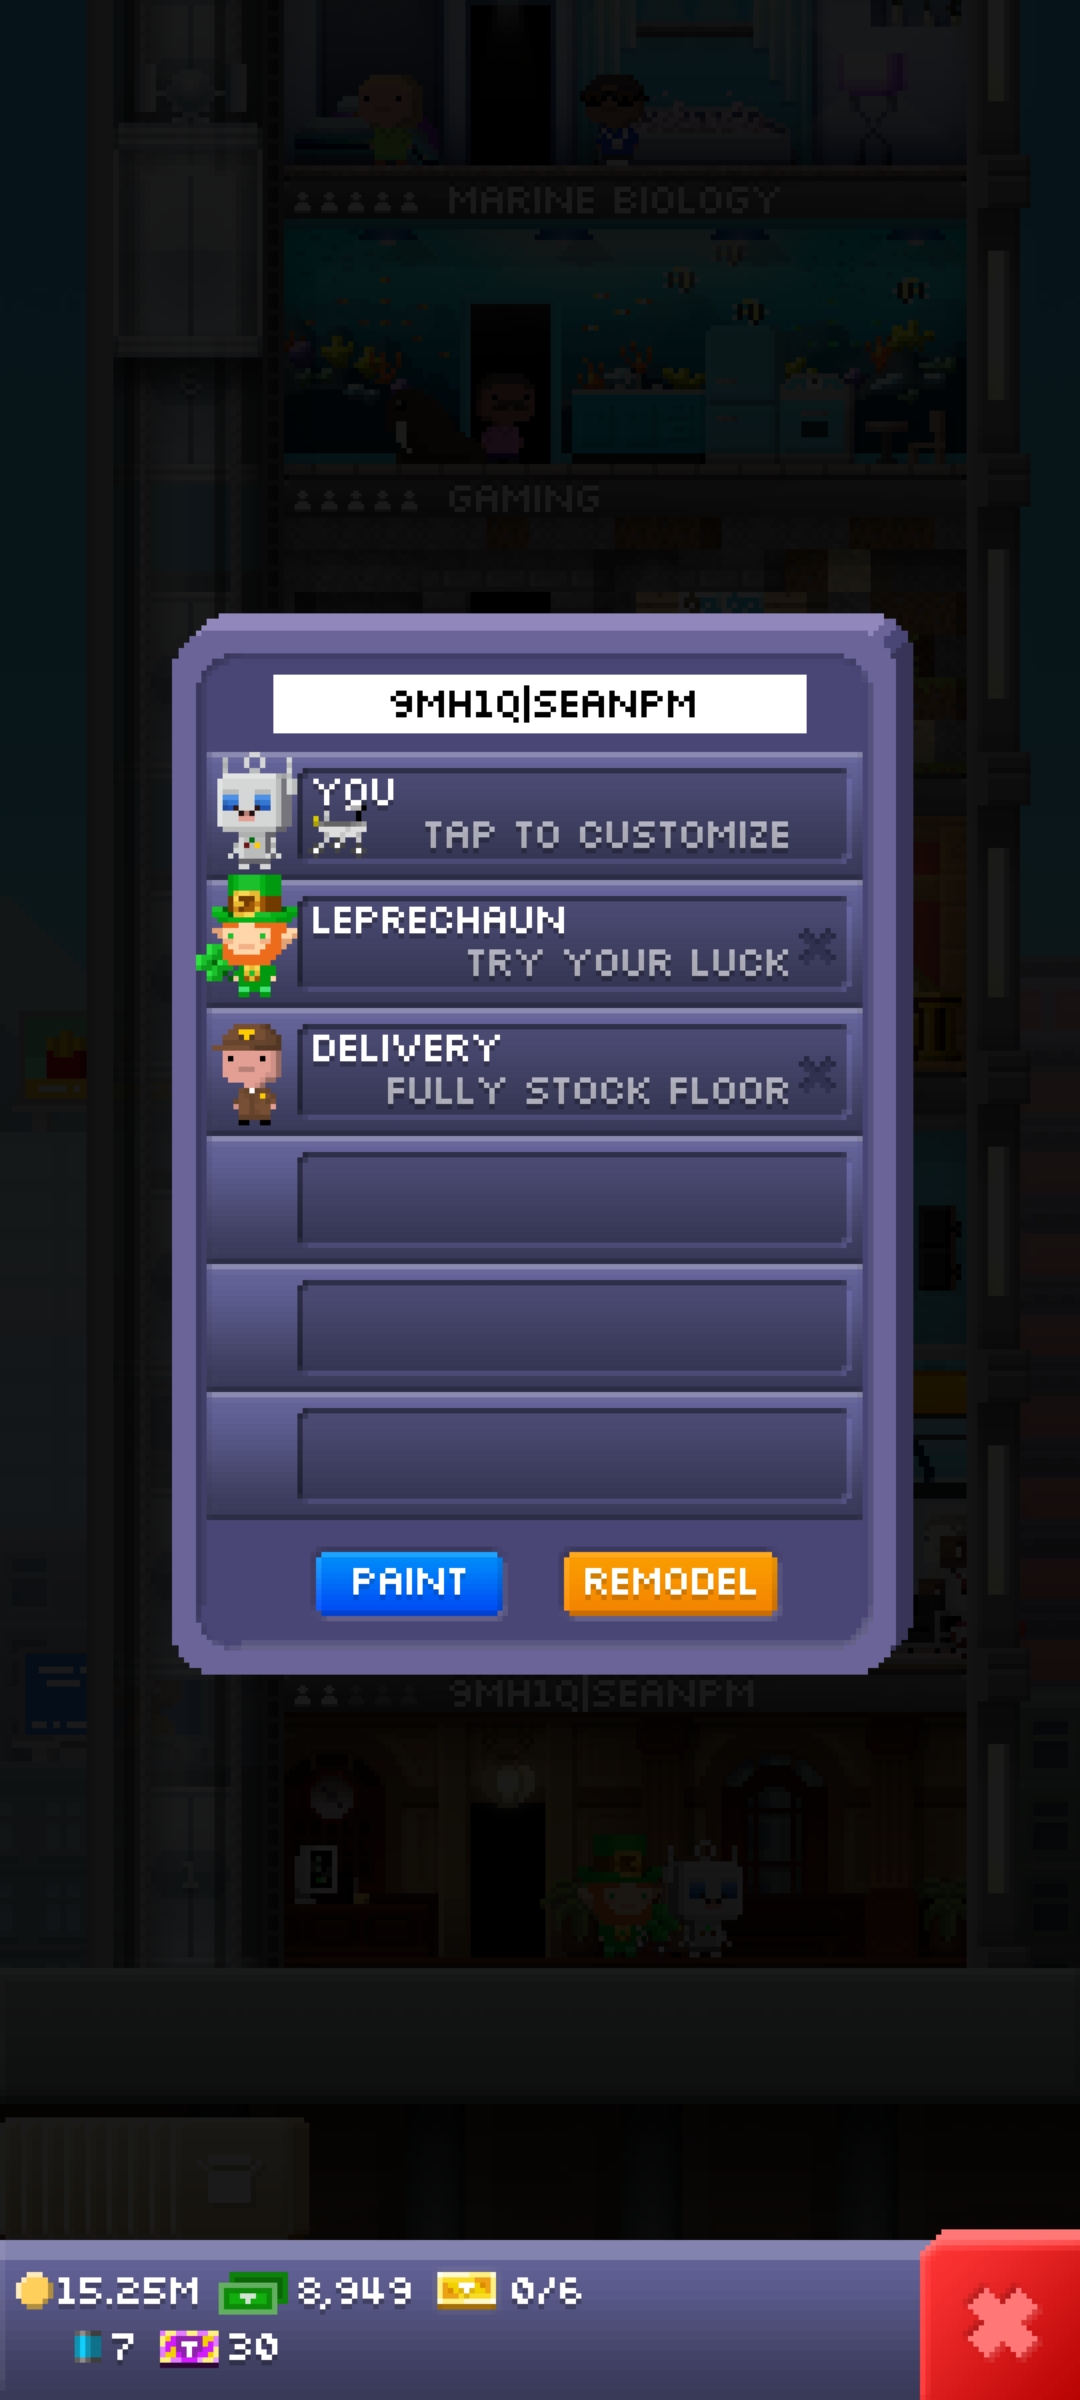 MARINE BIOLOGY
GAMING
9MH1Q|SEANPM
YOU
TAP TO CUSTOMIZE
LEPRECHAUN
TRY YOUR LUCK
DELIVERY
FULLY STOCK FLOOR
PAINT
REMODEL
9MH1Q|SEANPM
1
15.25M
8,949
0/6
7
30